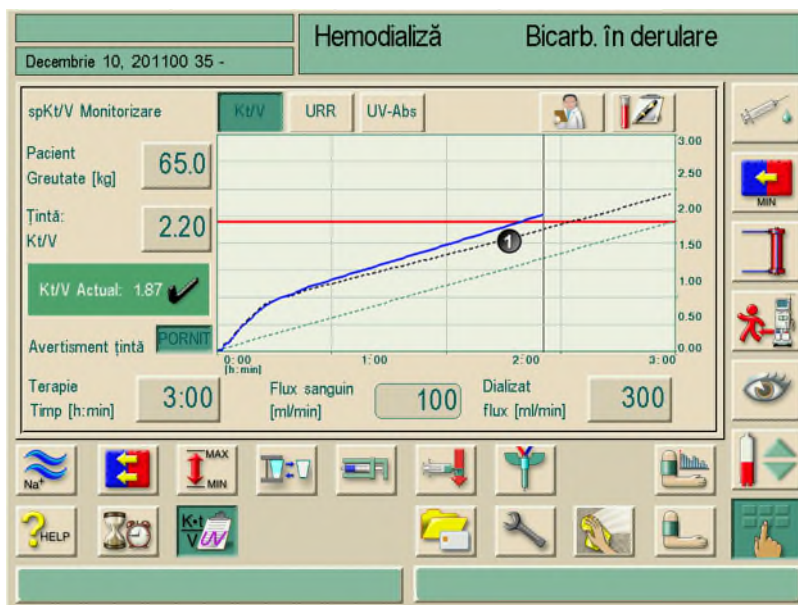 Hemodializă Bicarb. în derulare
Decembrie 10, 201100 35 -
spKt/V Monitorizare
Kt/V
URR
UV-Abs
Pacient
Greutate [kg]
65.0
Țintă:
Kt/V
2.20
Kt/V Actual: 1.87
Avertisment țintă
PORNIT
3.00
2.50
2.00
1.50
1.00
0.50
0.00
1
0:00
1:00
2:00
3:00
[h:min]
Terapie
Timp [h:min]
3:00
Flux sanguin
[ml/min]
100
Dializat
flux [ml/min]
300
MIN
Na+
MAX
MIN
?HELP
K•t
V UV